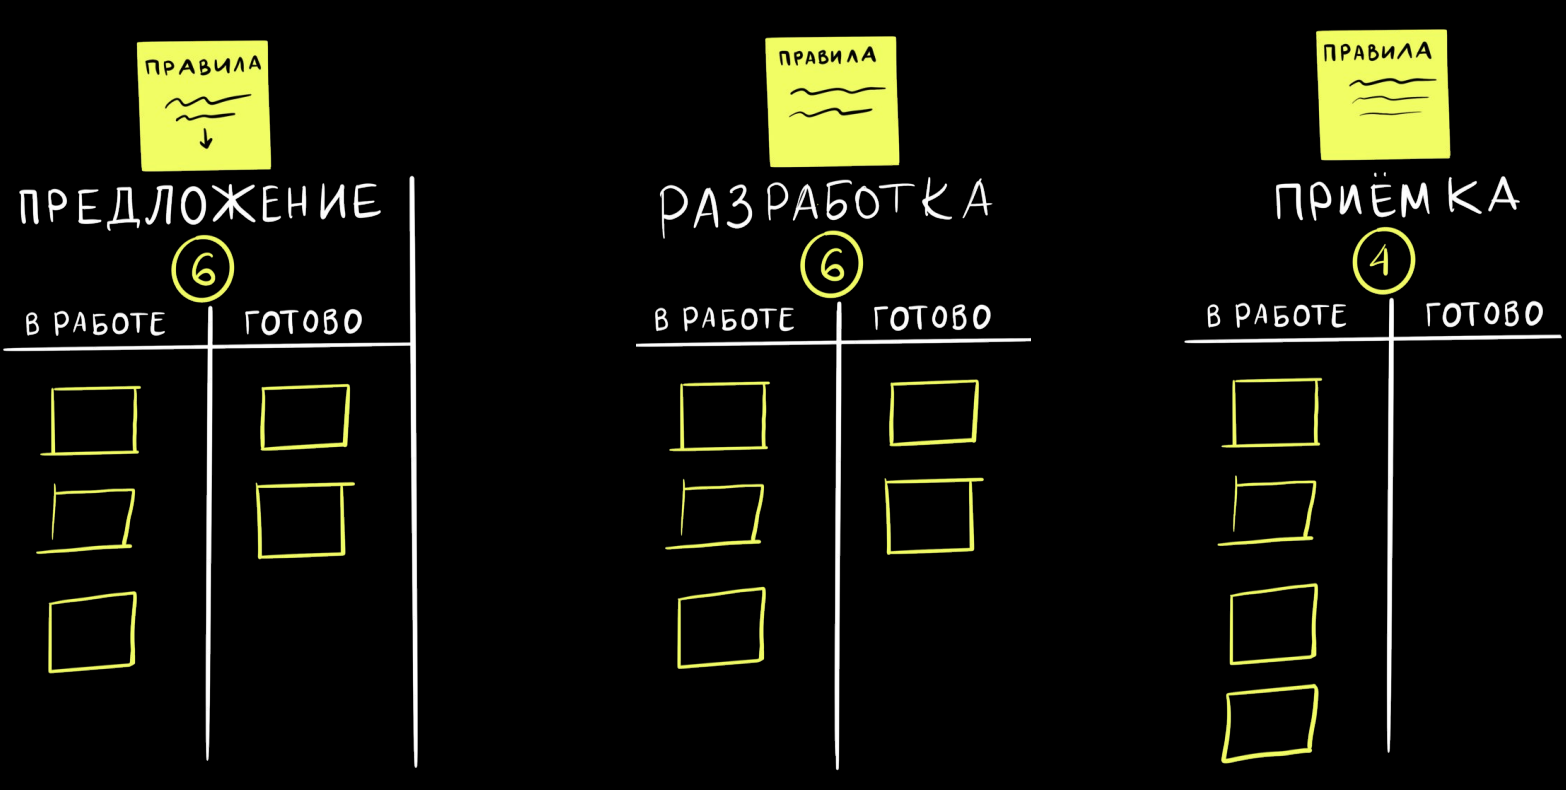 ПРАВИЛА
ПРЕДЛОЖЕНИЕ
6
В РАБОТЕ
ГОТОВО
ПРАВИЛА
РАЗРАБОТКА
6
В РАБОТЕ
ГОТОВО
ПРАВИЛА
ПРИЁМКА
4
В РАБОТЕ
ГОТОВО